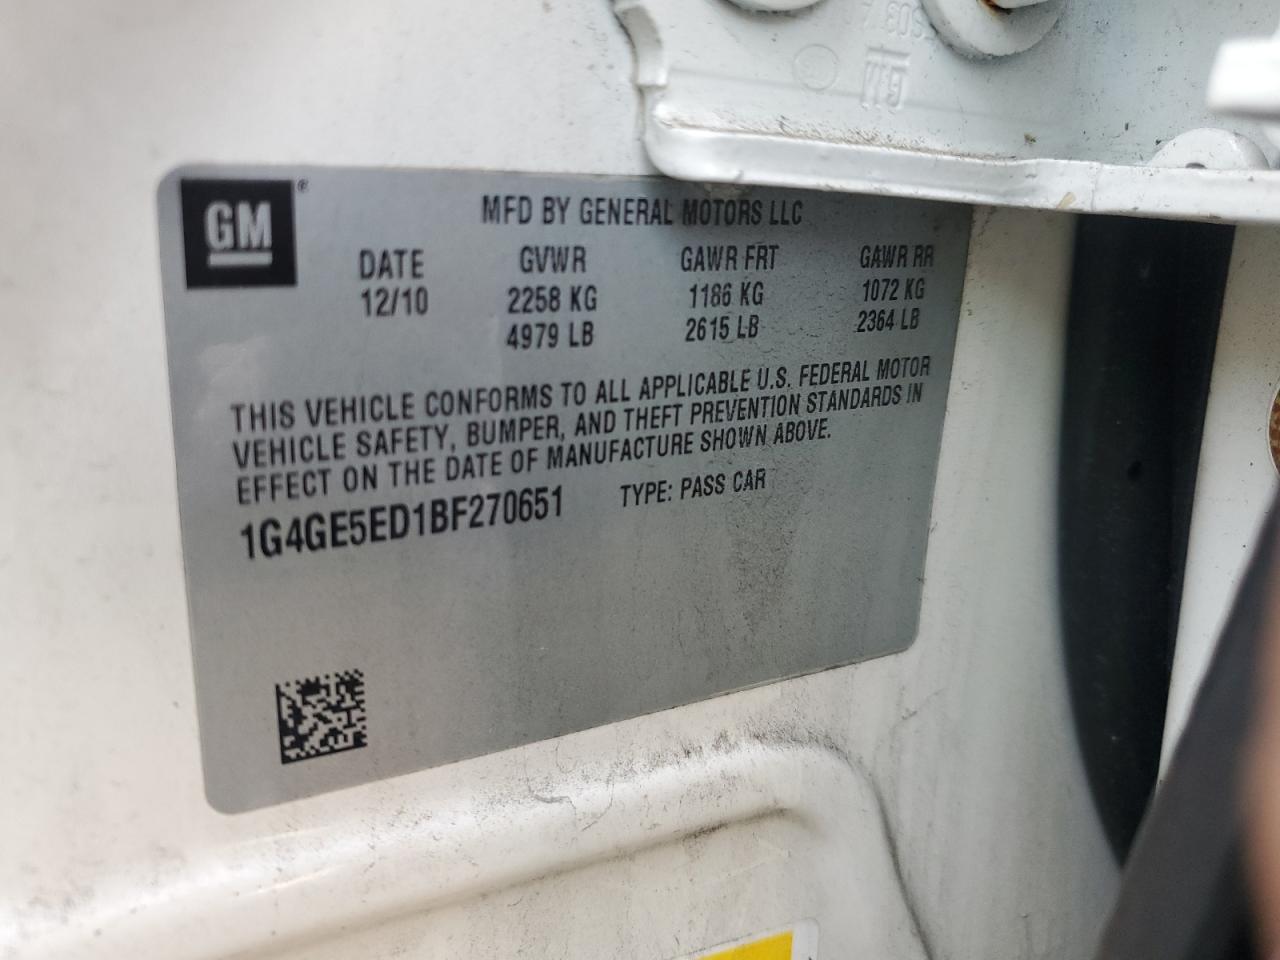 GM®
MFD BY GENERAL MOTORS LLC
DATE GVWR GAWR FRT GAWR RR
12/10 2258 KG 1186 KG 1072 KG
4979 LB 2615 LB 2364 LB
THIS VEHICLE CONFORMS TO ALL APPLICABLE U.S. FEDERAL MOTOR
VEHICLE SAFETY, BUMPER, AND THEFT PREVENTION STANDARDS IN
EFFECT ON THE DATE OF MANUFACTURE SHOWN ABOVE.
1G4GE5ED1BF270651 TYPE: PASS CAR